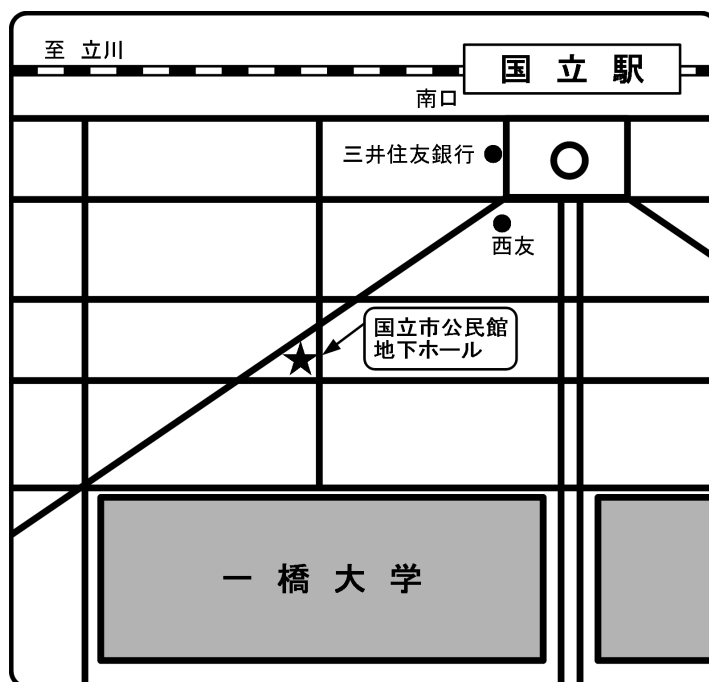 至 立川
国立駅
南口
三井住友銀行
西友
国立市公民館
地下ホール
一橋大学